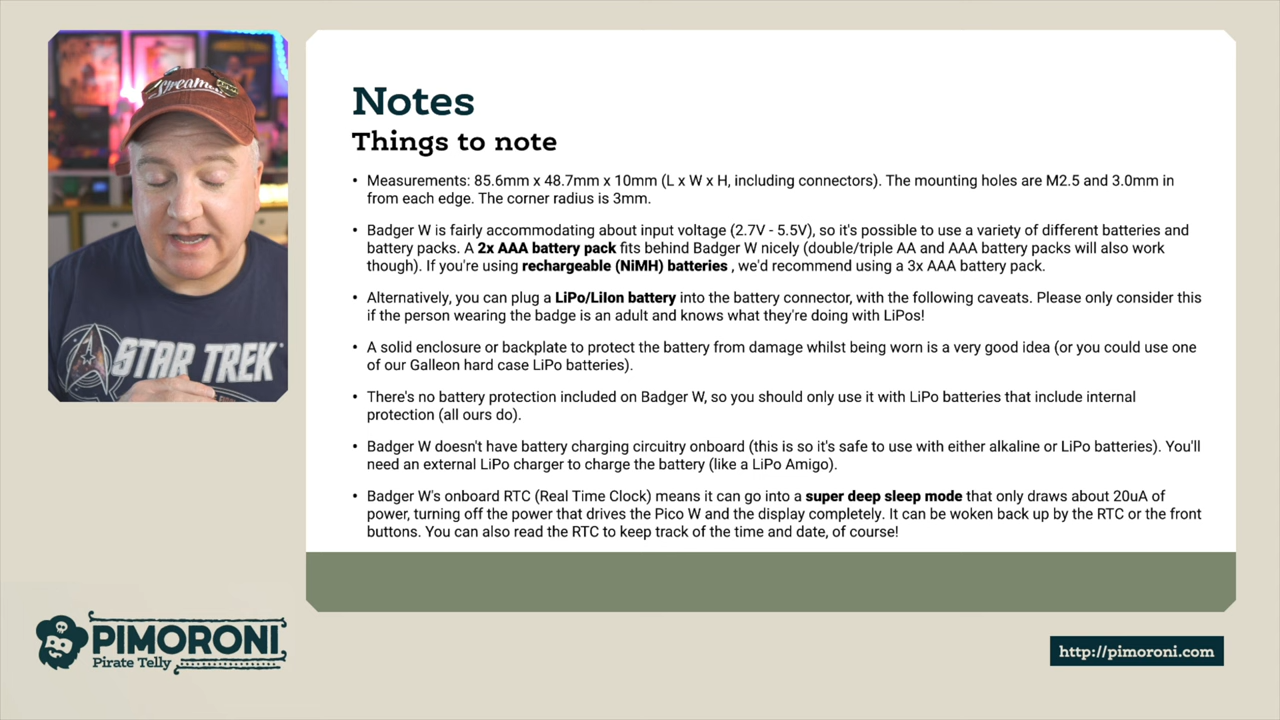 Streamer
STAR TREK
Notes
Things to note
• Measurements: 85.6mm x 48.7mm x 10mm (L x W x H, including connectors). The mounting holes are M2.5 and 3.0mm in
from each edge. The corner radius is 3mm.
• Badger W is fairly accommodating about input voltage (2.7V - 5.5V), so it's possible to use a variety of different batteries and
battery packs. A 2x AAA battery pack fits behind Badger W nicely (double/triple AA and AAA battery packs will also work
though). If you're using rechargeable (NiMH) batteries , we'd recommend using a 3x AAA battery pack.
• Alternatively, you can plug a LiPo/LiIon battery into the battery connector, with the following caveats. Please only consider this
if the person wearing the badge is an adult and knows what they're doing with LiPos!
• A solid enclosure or backplate to protect the battery from damage whilst being worn is a very good idea (or you could use one
of our Galleon hard case LiPo batteries).
• There's no battery protection included on Badger W, so you should only use it with LiPo batteries that include internal
protection (all ours do).
• Badger W doesn't have battery charging circuitry onboard (this is so it's safe to use with either alkaline or LiPo batteries). You'll
need an external LiPo charger to charge the battery (like a LiPo Amigo).
• Badger W's onboard RTC (Real Time Clock) means it can go into a super deep sleep mode that only draws about 20uA of
power, turning off the power that drives the Pico W and the display completely. It can be woken back up by the RTC or the front
buttons. You can also read the RTC to keep track of the time and date, of course!
PIMORONI
Pirate Telly
http://pimoroni.com